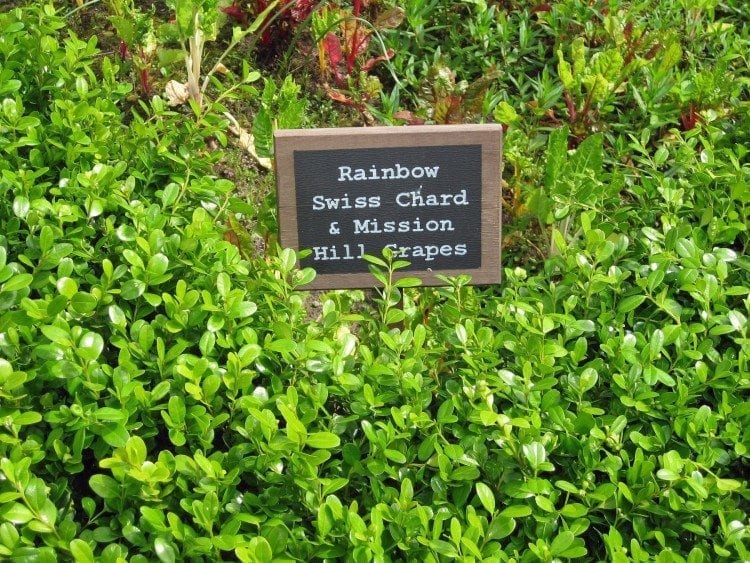 Rainbow
Swiss Chard
& Mission
Hill Grapes